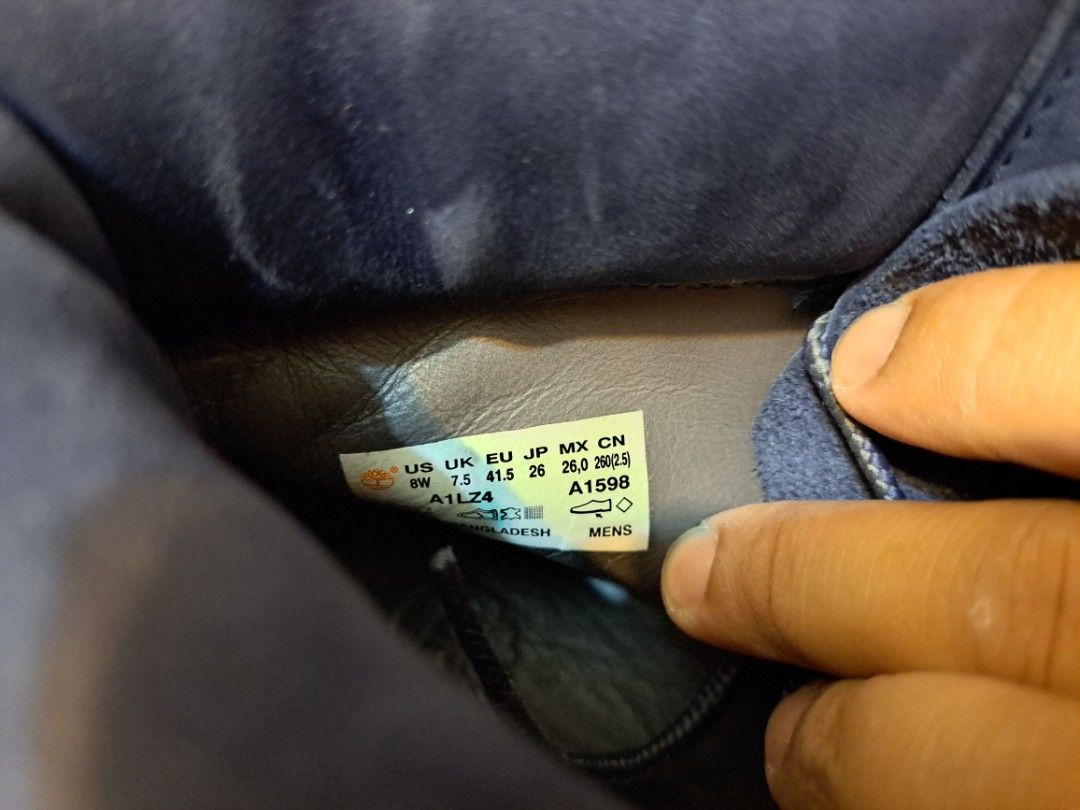 US UK EU JP MX CN
8W 7.5 41.5 26 26,0 260(2.5)
A1LZ4 A1598
ANGLADESH MENS